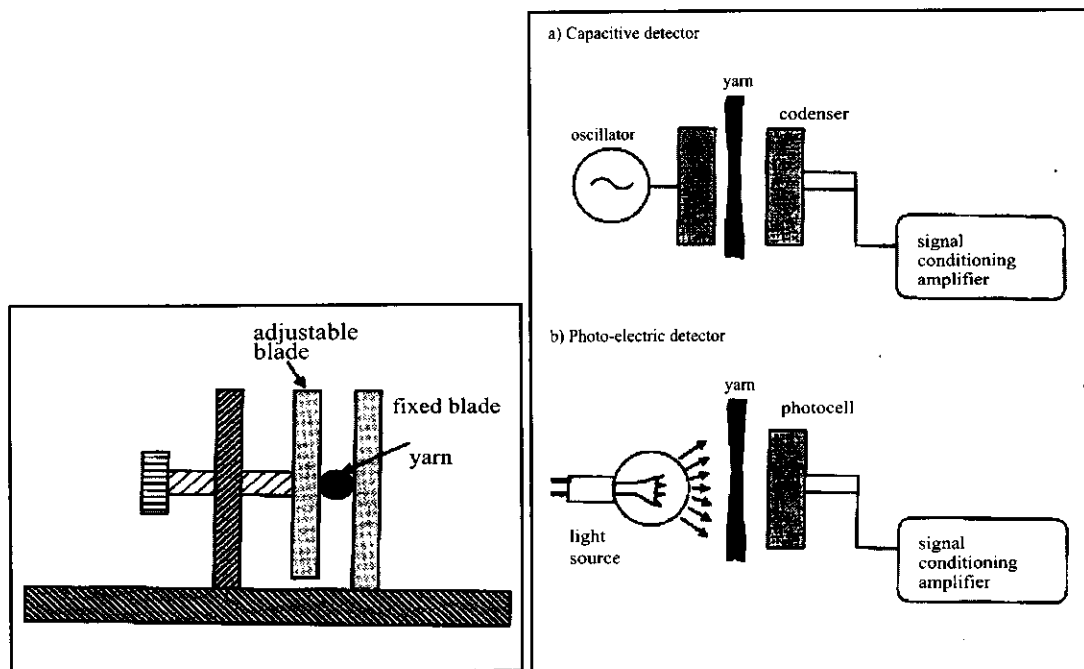 adjustable
blade
fixed blade
yarn
a) Capacitive detector
yarn
codenser
oscillator
signal
conditioning
amplifier
b) Photo-electric detector
yarn
photocell
light
source
signal
conditioning
amplifier